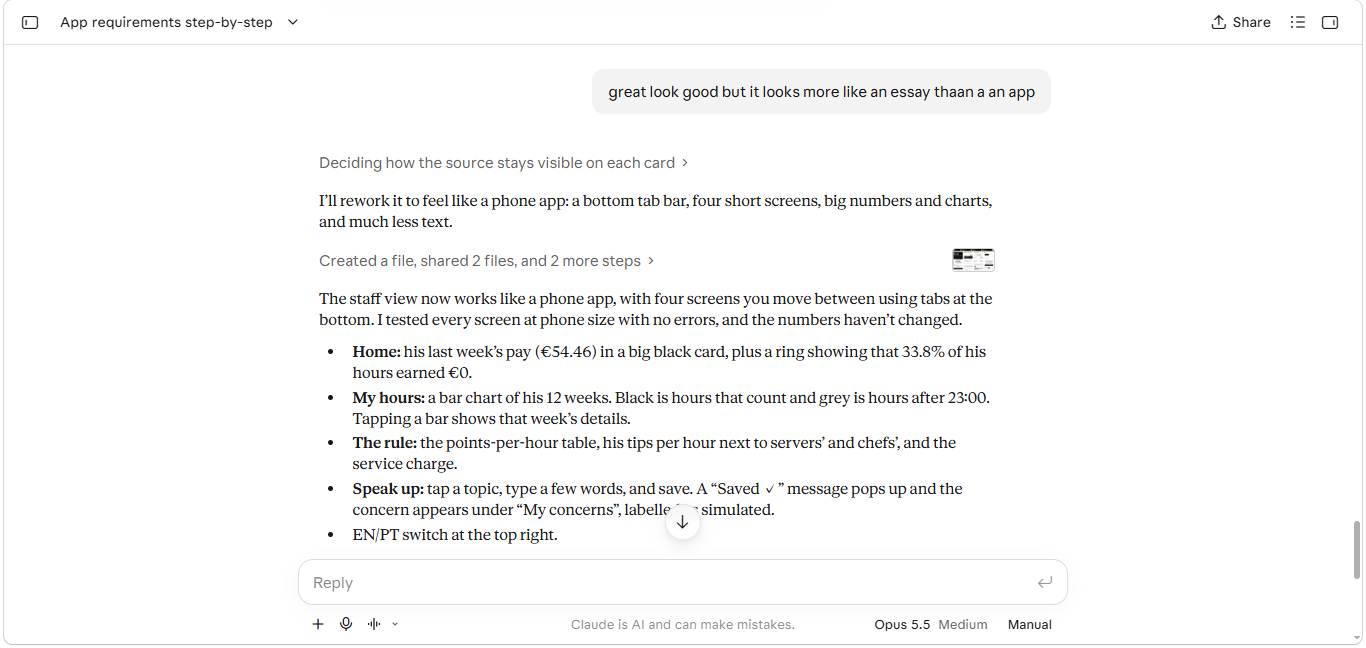 App requirements step-by-step
Share
great look good but it looks more like an essay thaan a an app
Deciding how the source stays visible on each card
I'll rework it to feel like a phone app: a bottom tab bar, four short screens, big numbers and charts,
and much less text.
Created a file, shared 2 files, and 2 more steps
The staff view now works like a phone app, with four screens you move between using tabs at the
bottom. I tested every screen at phone size with no errors, and the numbers haven't changed.
• Home: his last week's pay (€54.46) in a big black card, plus a ring showing that 33.8% of his
hours earned €0.
• My hours: a bar chart of his 12 weeks. Black is hours that count and grey is hours after 23:00.
Tapping a bar shows that week's details.
• The rule: the points-per-hour table, his tips per hour next to servers' and chefs', and the
service charge.
• Speak up: tap a topic, type a few words, and save. A “Saved ✓” message pops up and the
concern appears under “My concerns”, simulated.
• EN/PT switch at the top right.
Reply
Claude is AI and can make mistakes.
Opus 5.5 Medium
Manual